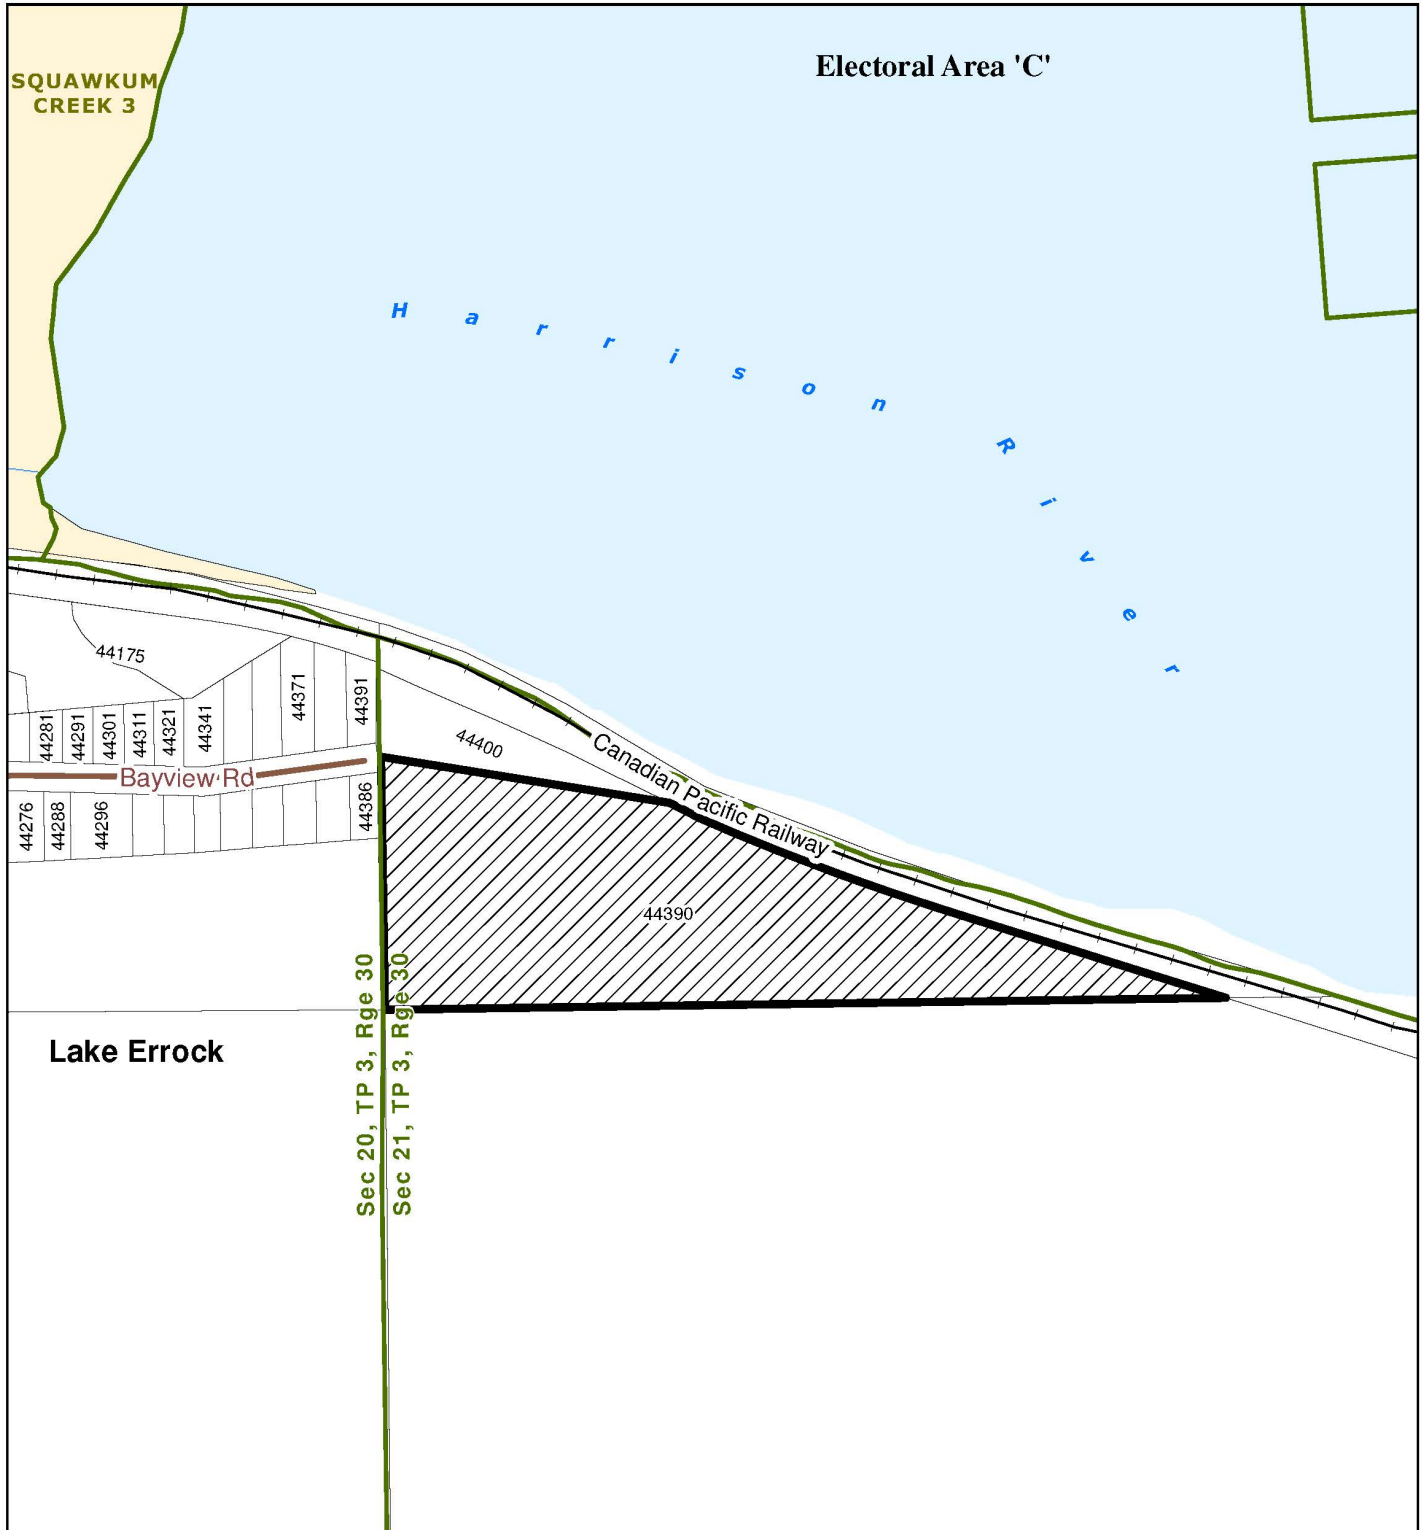 Electoral Area 'C'
SQUAWKUM
CREEK 3
Harrison River
44175
44281
44291
44301
44311
44321
44341
44371
44391
44400
Canadian Pacific Railway
Bayview Rd
44276
44288
44296
44386
44390
Sec 20, TP 3, Rge 30
Sec 21, TP 3, Rge 30
Lake Errock